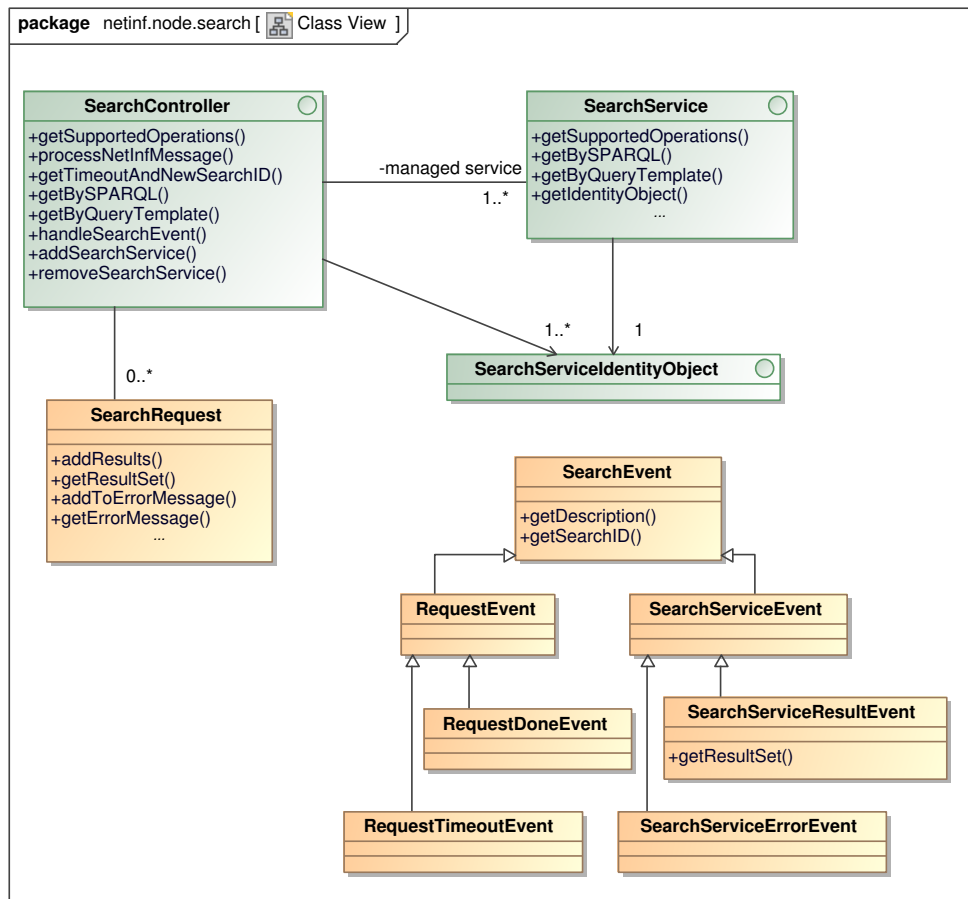 package netinf.node.search [ Class View ]
SearchController
+getSupportedOperations()
+processNetInfMessage()
+getTimeoutAndNewSearchID()
+getBySPARQL()
+getByQueryTemplate()
+handleSearchEvent()
+addSearchService()
+removeSearchService()
-managed service
1..*
SearchService
+getSupportedOperations()
+getBySPARQL()
+getByQueryTemplate()
+getIdentityObject()
...
1..*
1
0..*
SearchServiceIdentityObject
SearchRequest
+addResults()
+getResultSet()
+addToErrorMessage()
+getErrorMessage()
...
SearchEvent
+getDescription()
+getSearchID()
RequestEvent
SearchServiceEvent
RequestDoneEvent
SearchServiceResultEvent
+getResultSet()
RequestTimeoutEvent
SearchServiceErrorEvent